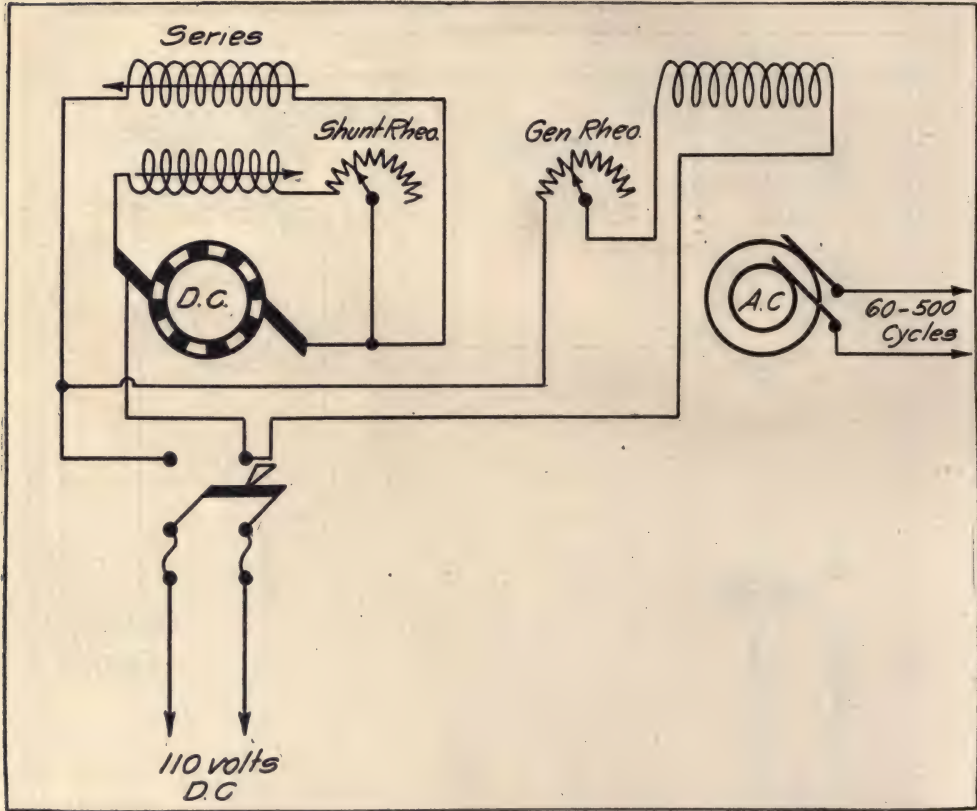 Series
Shunt Rheo.
Gen Rheo.
D.C.
A.C
60-500
Cycles
110 volts
D.C